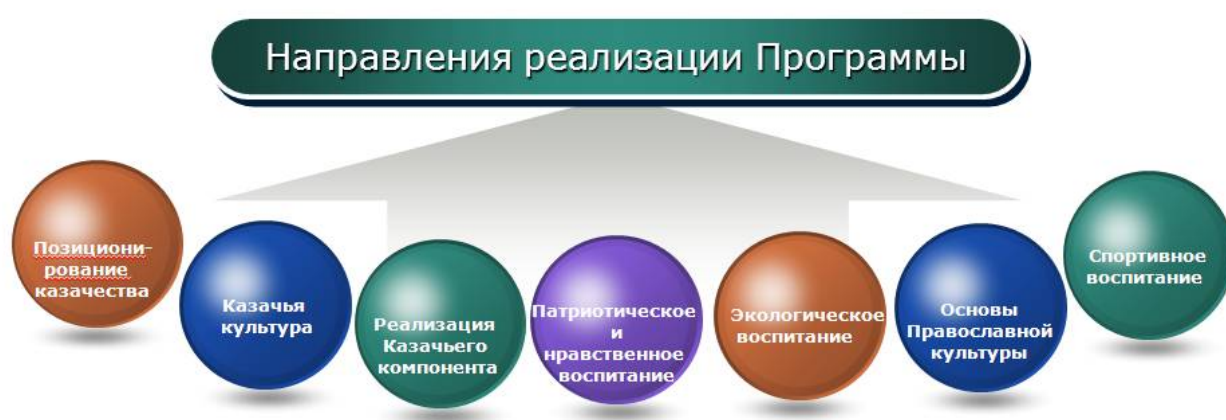 Направления реализации Программы
Позициони-
рование
казачества
Казачья
культура
Реализация
Казачьего
компонента
Патриотическое
и
нравственное
воспитание
Экологическое
воспитание
Основы
Православной
культуры
Спортивное
воспитание